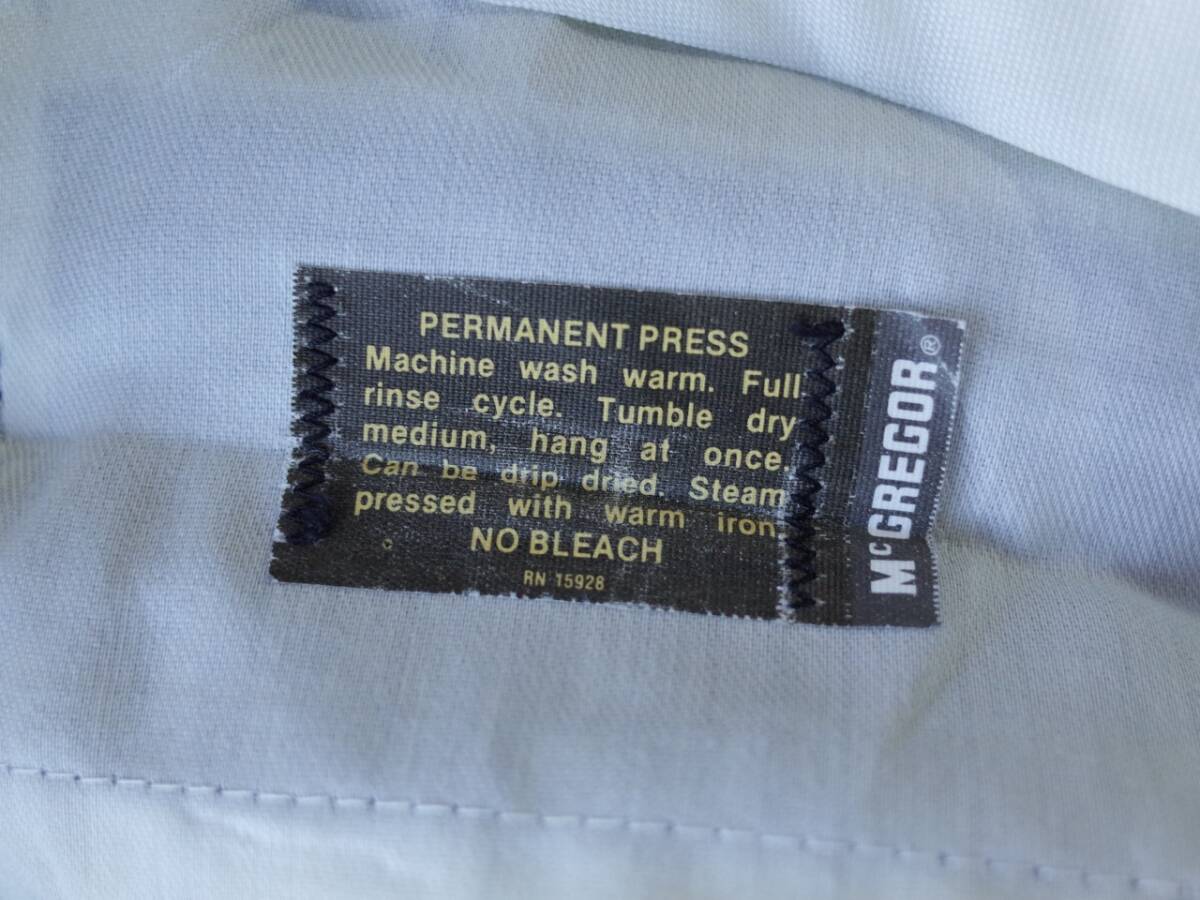 PERMANENT PRESS
Machine wash warm. Full
rinse cycle. Tumble dry
medium, hang at once.
Can be drip dried. Steam
pressed with warm iron
NO BLEACH
RN 15928
McGREGOR®